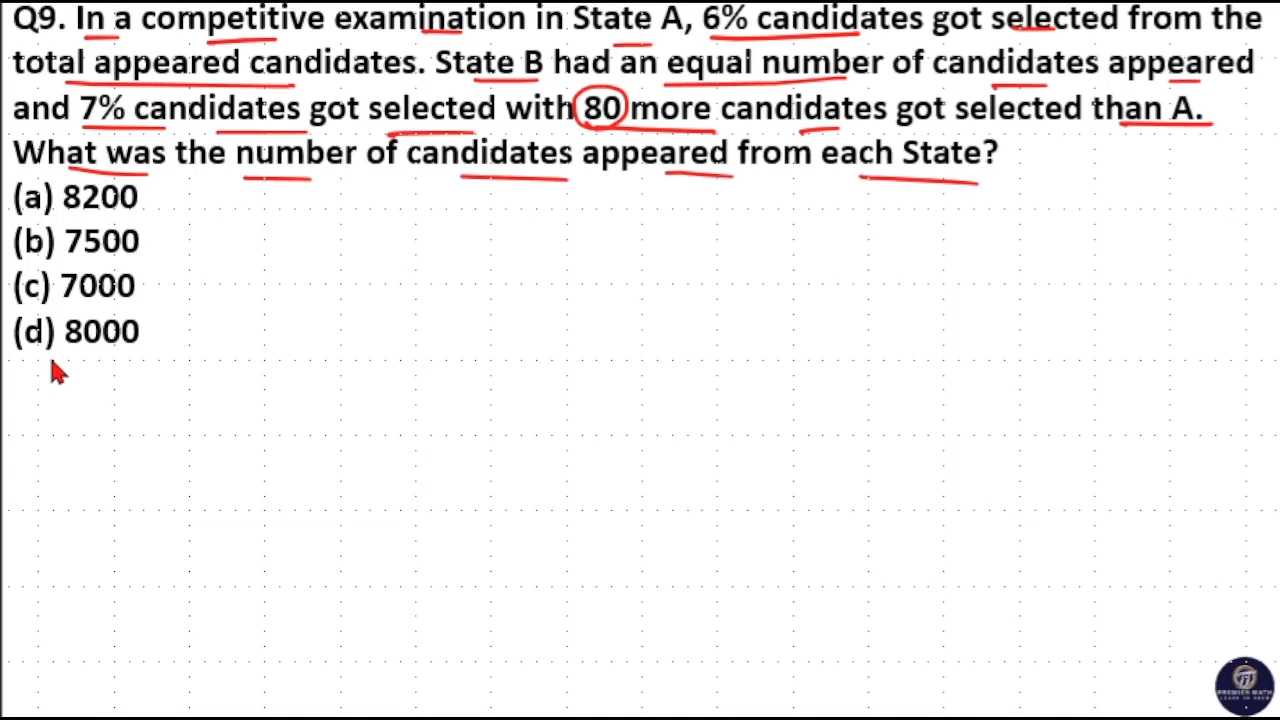 Q9. In a competitive examination in State A, 6% candidates got selected from the
total appeared candidates. State B had an equal number of candidates appeared
and 7% candidates got selected with 80 more candidates got selected than A.
What was the number of candidates appeared from each State?
(a) 8200
(b) 7500
(c) 7000
(d) 8000
PREMIER MATH